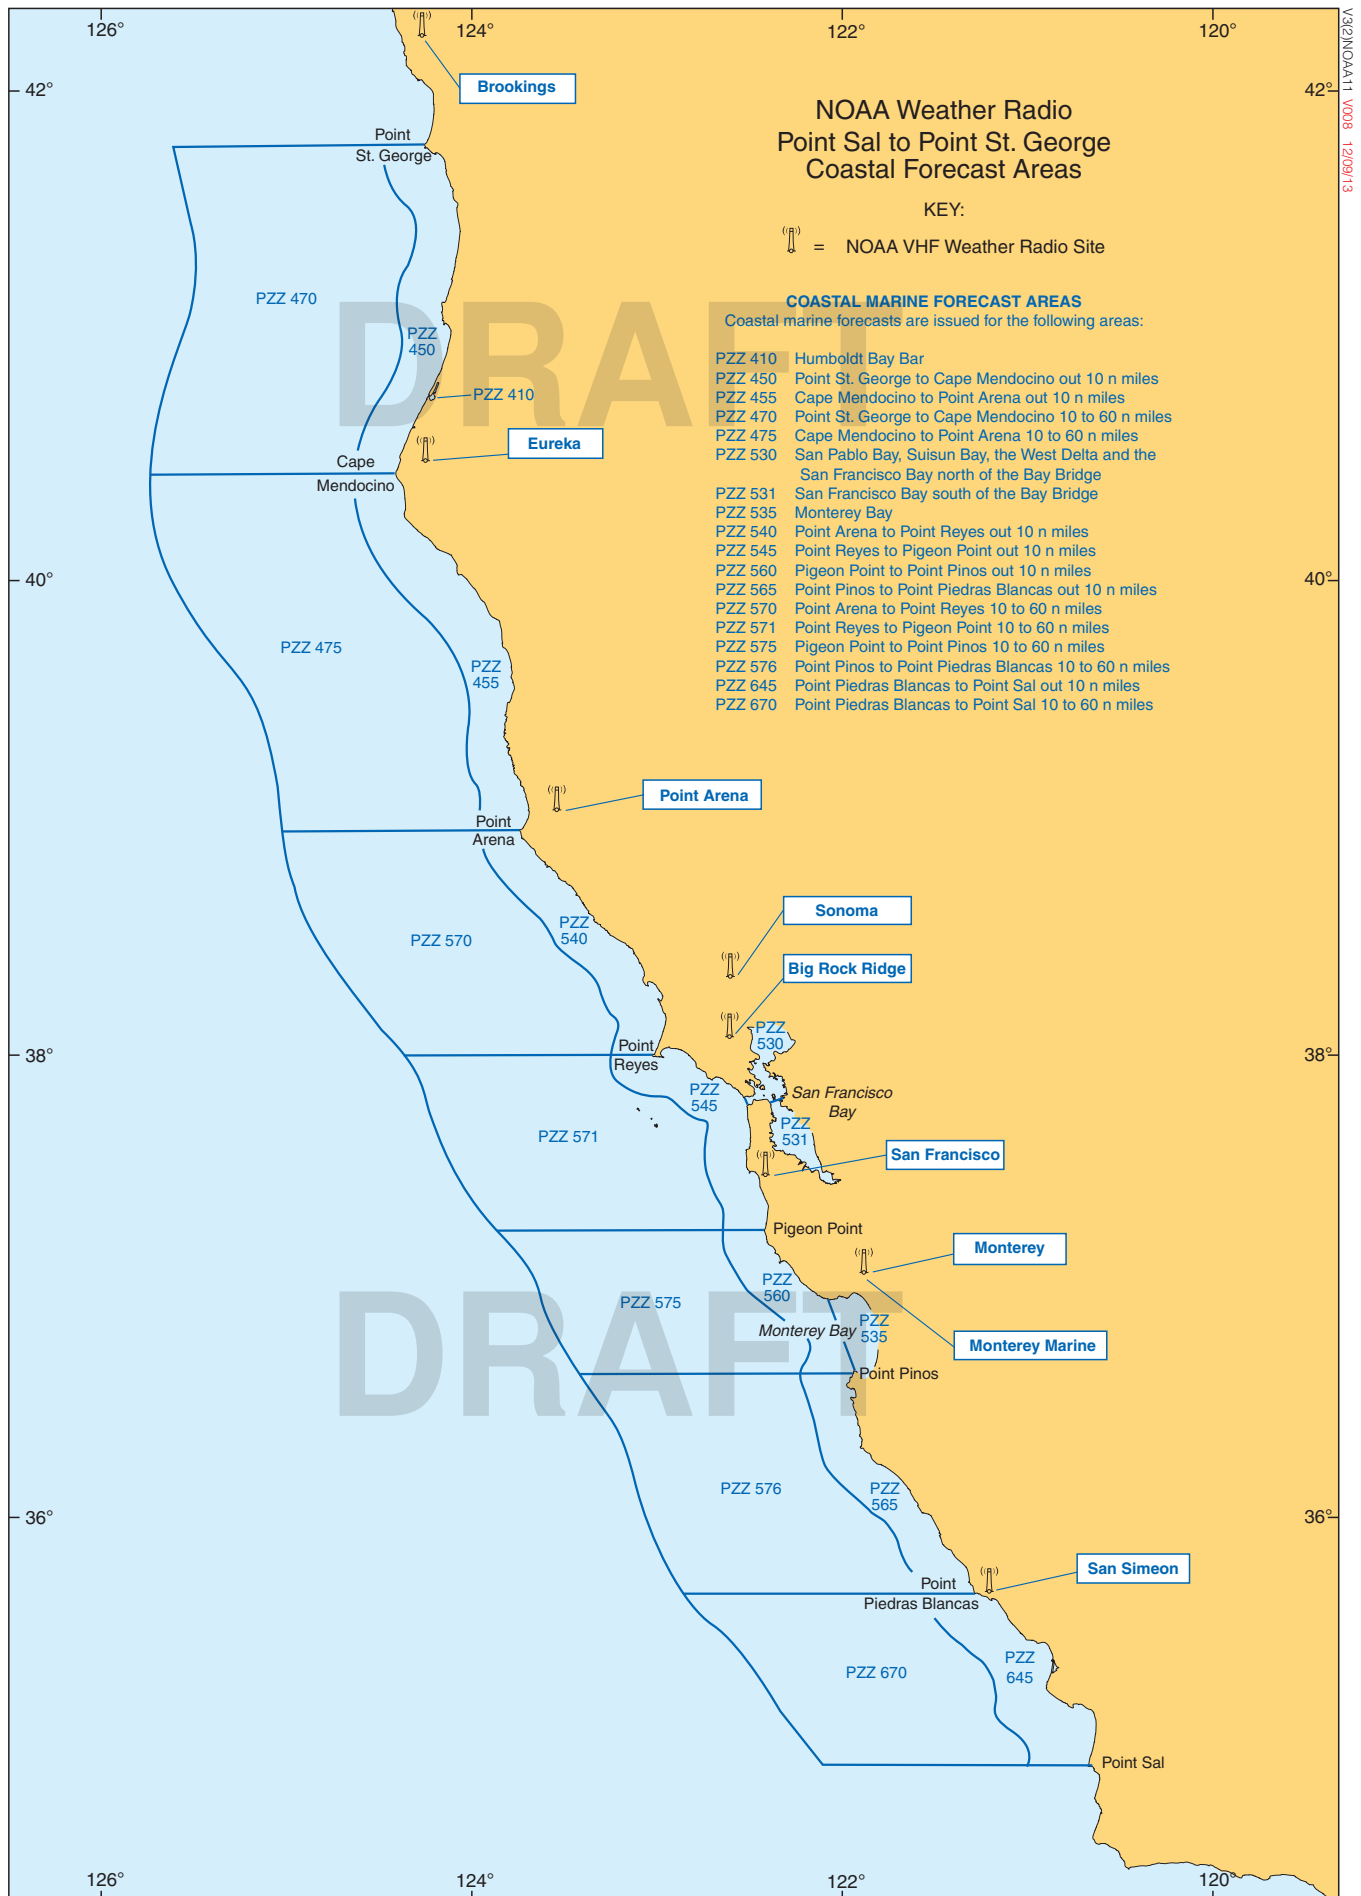 126°
124°
122°
120°
V3(2)NOAA11 V008 12/09/13
Brookings
42°
42°
NOAA Weather Radio
Point Sal to Point St. George
Coastal Forecast Areas
KEY:
= NOAA VHF Weather Radio Site
Point
St. George
PZZ 470
DRAFT
PZZ
450
PZZ 410
Eureka
Cape
Mendocino
COASTAL MARINE FORECAST AREAS
Coastal marine forecasts are issued for the following areas:
PZZ 410 Humboldt Bay Bar
PZZ 450 Point St. George to Cape Mendocino out 10 n miles
PZZ 455 Cape Mendocino to Point Arena out 10 n miles
PZZ 470 Point St. George to Cape Mendocino 10 to 60 n miles
PZZ 475 Cape Mendocino to Point Arena 10 to 60 n miles
PZZ 530 San Pablo Bay, Suisun Bay, the West Delta and the
San Francisco Bay north of the Bay Bridge
PZZ 531 San Francisco Bay south of the Bay Bridge
PZZ 535 Monterey Bay
PZZ 540 Point Arena to Point Reyes out 10 n miles
PZZ 545 Point Reyes to Pigeon Point out 10 n miles
PZZ 560 Pigeon Point to Point Pinos out 10 n miles
PZZ 565 Point Pinos to Point Piedras Blancas out 10 n miles
PZZ 570 Point Arena to Point Reyes 10 to 60 n miles
PZZ 571 Point Reyes to Pigeon Point 10 to 60 n miles
PZZ 575 Pigeon Point to Point Pinos 10 to 60 n miles
PZZ 576 Point Pinos to Point Piedras Blancas 10 to 60 n miles
PZZ 645 Point Piedras Blancas to Point Sal out 10 n miles
PZZ 670 Point Piedras Blancas to Point Sal 10 to 60 n miles
40°
40°
PZZ 475
PZZ
455
Point Arena
Point
Arena
Sonoma
PZZ 570
PZZ
540
Big Rock Ridge
38°
38°
Point
Reyes
PZZ
530
PZZ
545
San Francisco
Bay
PZZ
531
PZZ 571
San Francisco
Pigeon Point
Monterey
PZZ 575
PZZ
560
DRAFT
Monterey Bay
PZZ
535
Monterey Marine
Point Pinos
PZZ 576
PZZ
565
36°
36°
San Simeon
Point
Piedras Blancas
PZZ 670
PZZ
645
Point Sal
126°
124°
122°
120°